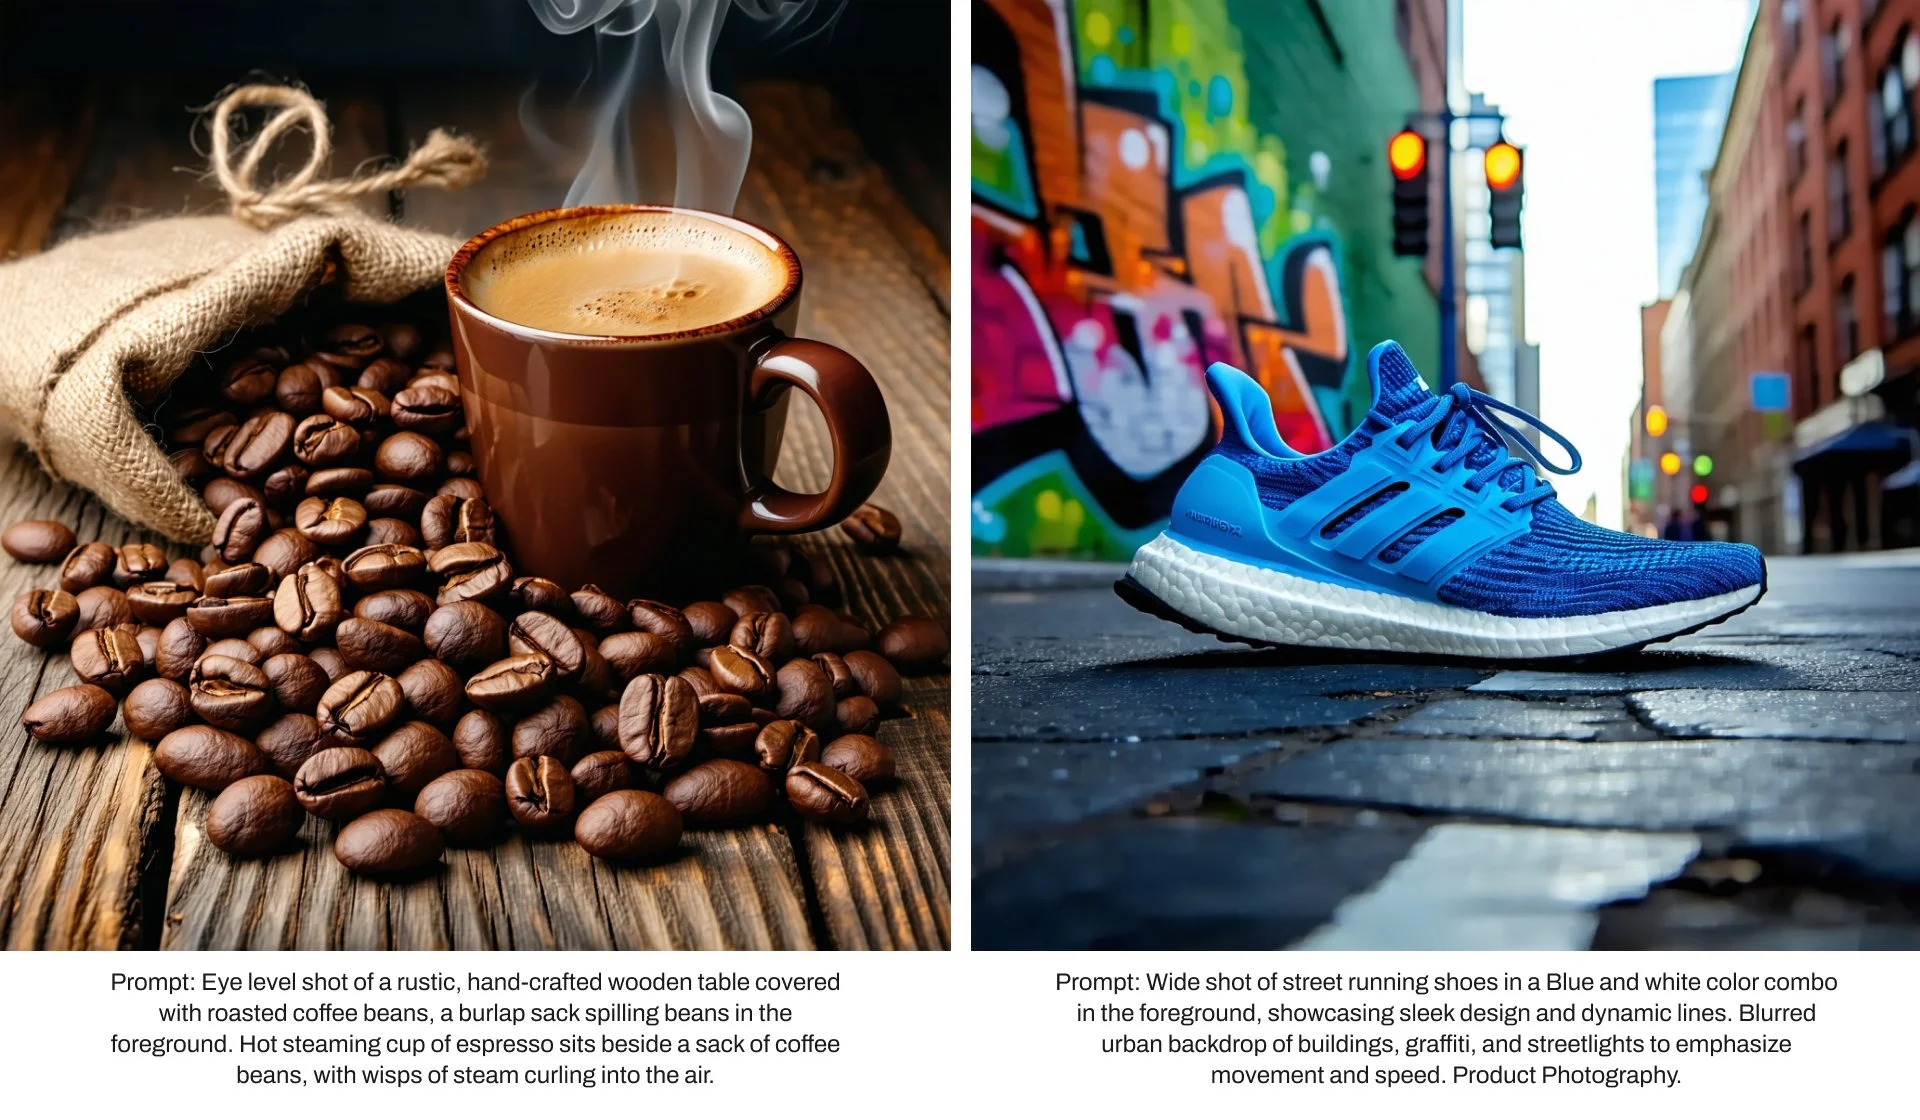 Prompt: Eye level shot of a rustic, hand-crafted wooden table covered
with roasted coffee beans, a burlap sack spilling beans in the
foreground. Hot steaming cup of espresso sits beside a sack of coffee
beans, with wisps of steam curling into the air.
Prompt: Wide shot of street running shoes in a Blue and white color combo
in the foreground, showcasing sleek design and dynamic lines. Blurred
urban backdrop of buildings, graffiti, and streetlights to emphasize
movement and speed. Product Photography.